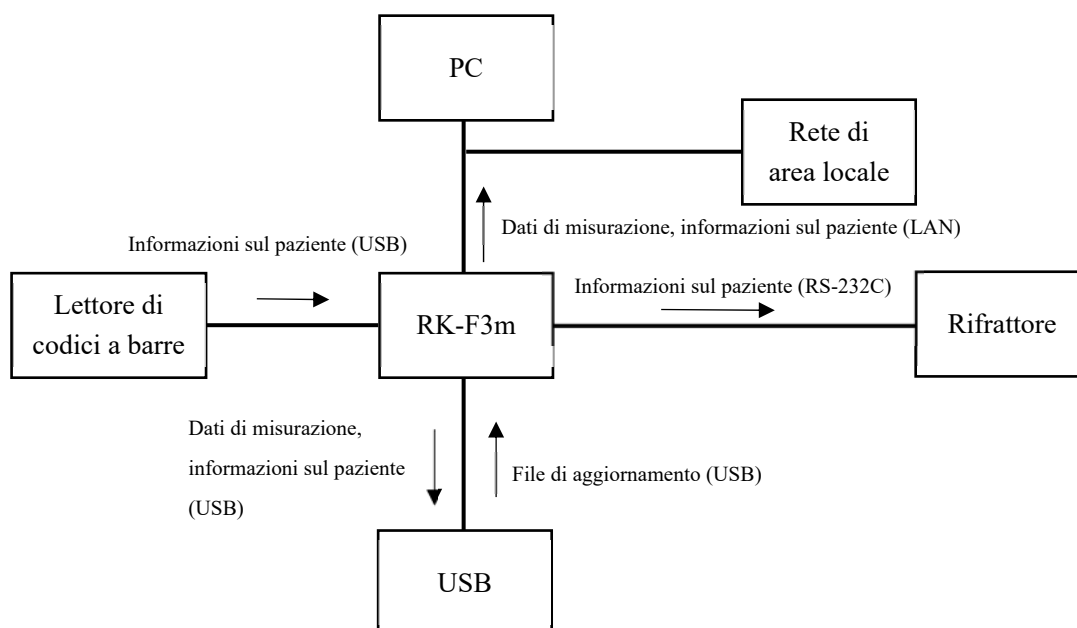 PC
Rete di
area locale
Dati di misurazione, informazioni sul paziente (LAN)
Informazioni sul paziente (USB)
Informazioni sul paziente (RS-232C)
Lettore di
codici a barre
RK-F3m
Rifrattore
Dati di misurazione,
informazioni sul paziente
(USB)
File di aggiornamento (USB)
USB